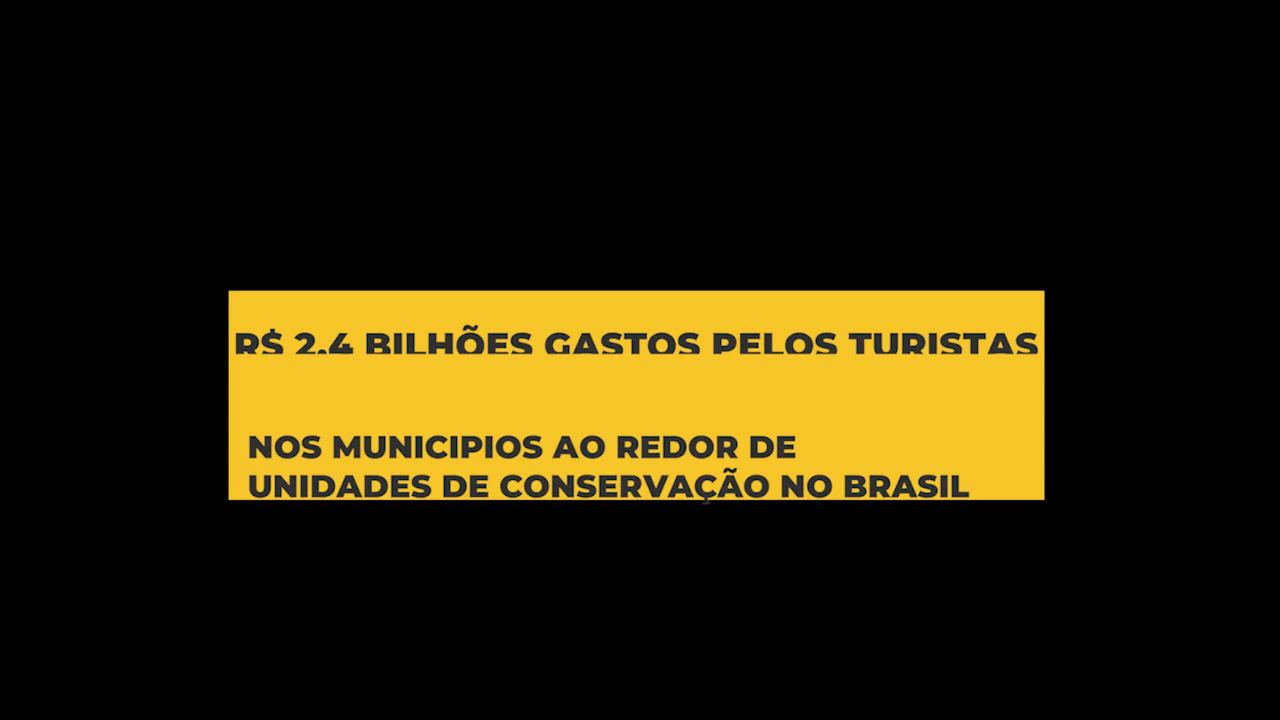 R$ 2,4 BILHÕES GASTOS PELOS TURISTAS
NOS MUNICIPIOS AO REDOR DE
UNIDADES DE CONSERVAÇÃO NO BRASIL